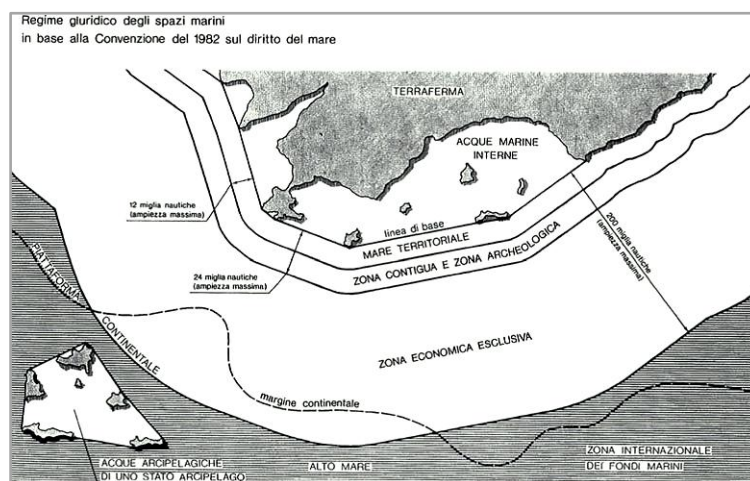 Regime gluridico degli spazi marini
in base alla Convenzione del 1982 sul diritto del mare
TERRAFERMA
ACQUE MARINE
INTERNE
12 miglia nautiche
(ampiezza massima)
linea di base
MARE TERRITORIALE
200 miglia nautiche
(ampiezza massima)
24 miglia nautiche
(ampiezza massima)
ZONA CONTIGUA E ZONA ARCHEOLOGICA
PIATTAFORMA
CONTINENTALE
ZONA ECONOMICA ESCLUSIVA
margine continentale
ACQUE ARCIPELAGICHE
DI UNO STATO ARCIPELAGO
ALTO MARE
ZONA INTERNAZIONALE
DEI FONDI MARINI